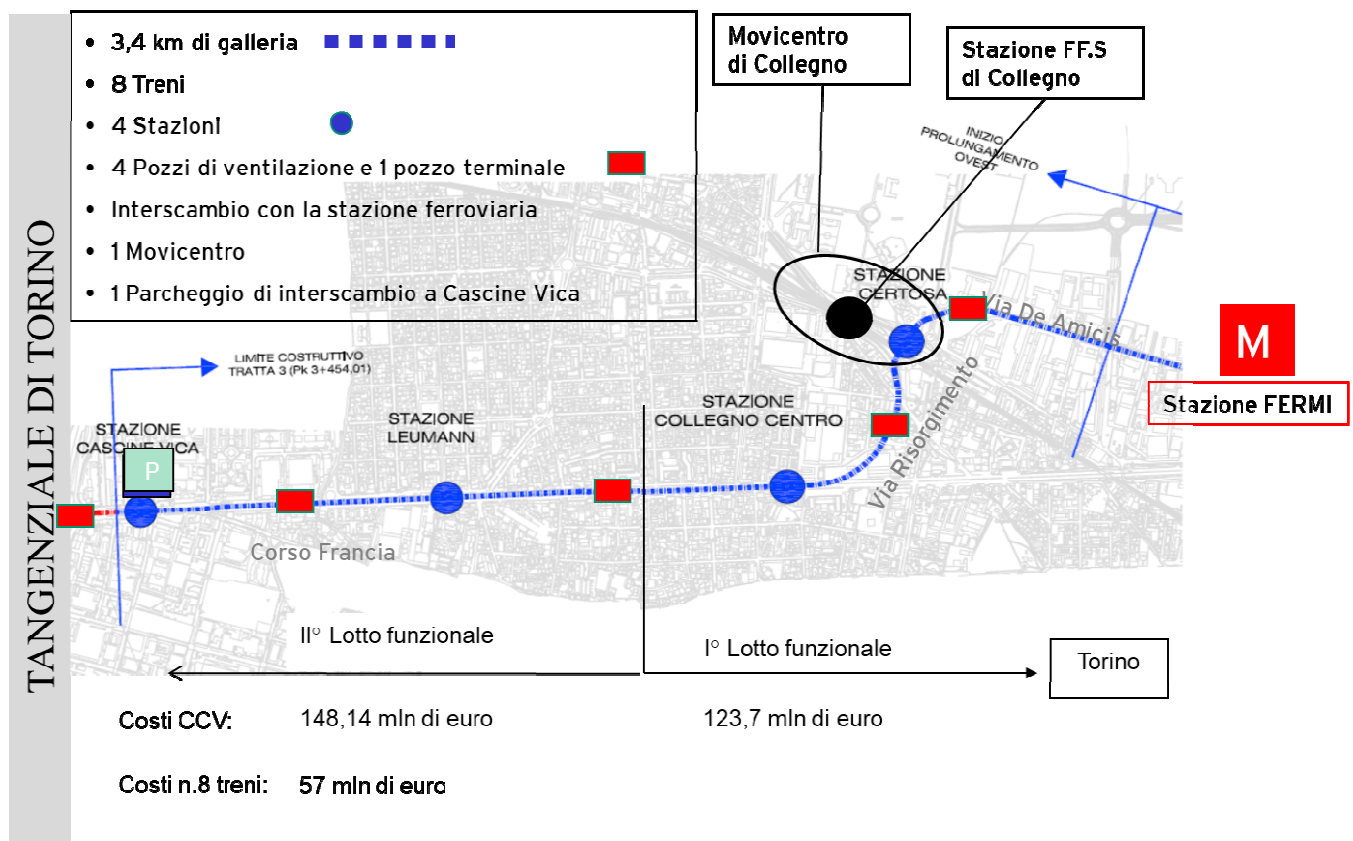 • 3,4 km di galleria
• 8 Treni
• 4 Stazioni
• 4 Pozzi di ventilazione e 1 pozzo terminale
• Interscambio con la stazione ferroviaria
• 1 Movicentro
• 1 Parcheggio di interscambio a Cascine Vica
Movicentro
di Collegno
Stazione FF.S
di Collegno
INIZIO
PROLUNGAMENTO
OVEST
STAZIONE
CERTOSA
Via De Amicis
M
Stazione FERMI
LIMITE COSTRUTTIVO
TRATTA 3 (Pk 3+454,01)
STAZIONE
CASCINE VICA
P
STAZIONE
LEUMANN
STAZIONE
COLLEGNO CENTRO
Via Risorgimento
Corso Francia
TANGENZIALE DI TORINO
II° Lotto funzionale
I° Lotto funzionale
Torino
Costi CCV: 148,14 mln di euro 123,7 mln di euro
Costi n.8 treni: 57 mln di euro